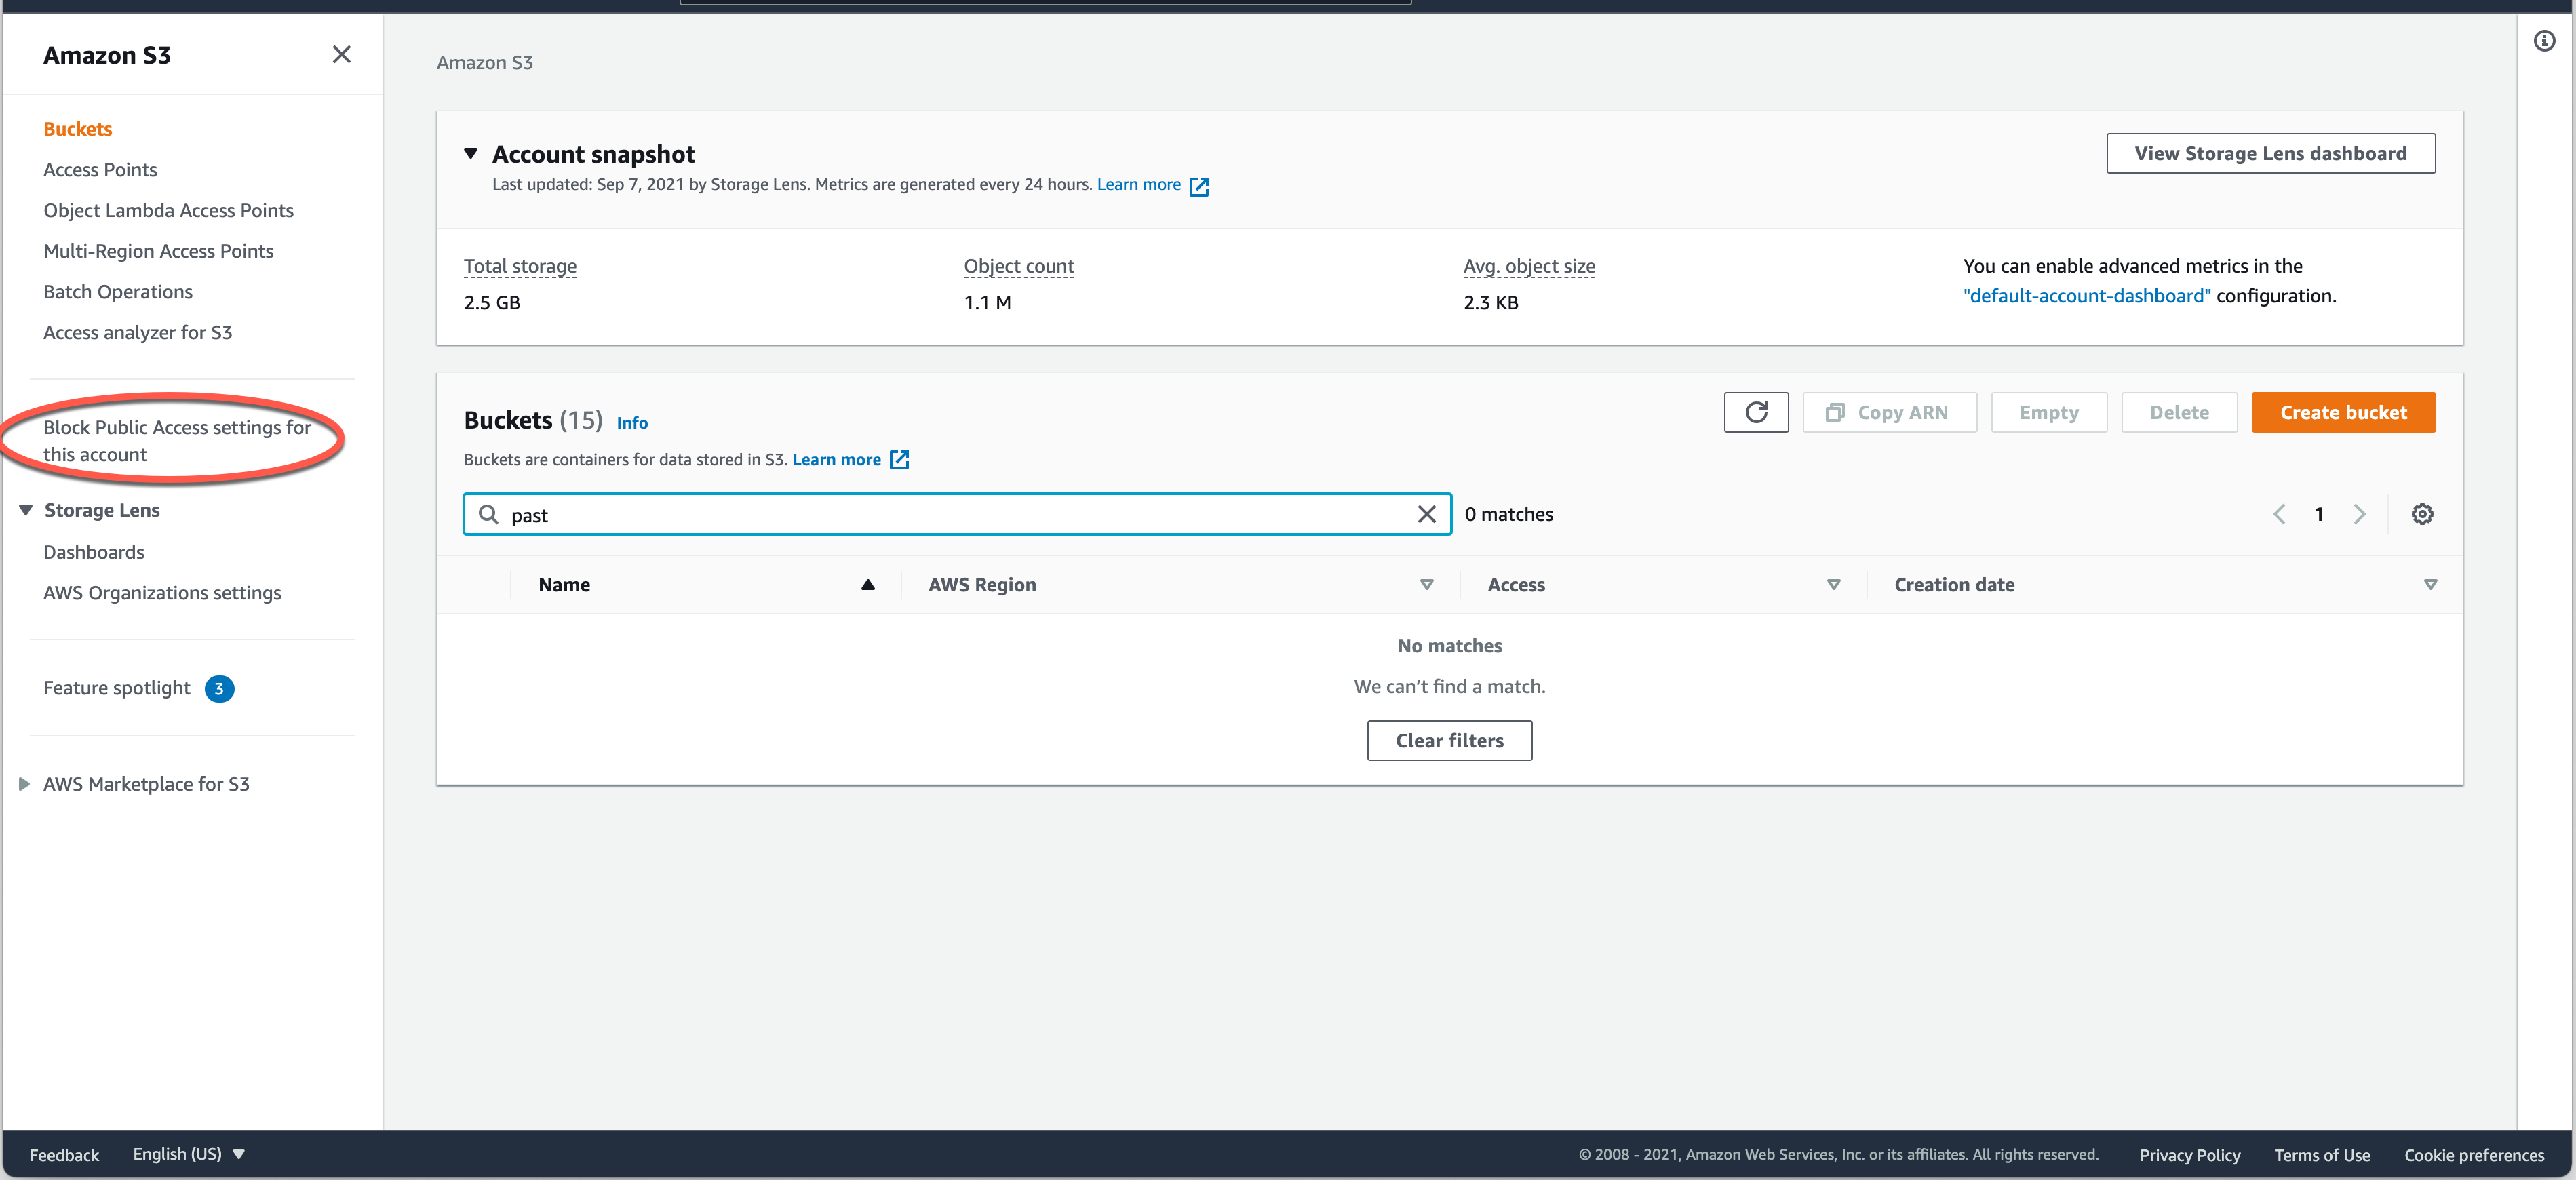 Amazon S3
Buckets
Access Points
Object Lambda Access Points
Multi-Region Access Points
Batch Operations
Access analyzer for S3
Block Public Access settings for
this account
Storage Lens
Dashboards
AWS Organizations settings
Feature spotlight 3
AWS Marketplace for S3
Amazon S3
Account snapshot
View Storage Lens dashboard
Last updated: Sep 7, 2021 by Storage Lens. Metrics are generated every 24 hours. Learn more
Total storage
2.5 GB
Object count
1.1 M
Avg. object size
2.3 KB
You can enable advanced metrics in the
"default-account-dashboard" configuration.
Buckets (15) Info
Copy ARN
Empty
Delete
Create bucket
Buckets are containers for data stored in S3. Learn more
past
0 matches
1
Name
AWS Region
Access
Creation date
No matches
We can't find a match.
Clear filters
Feedback
English (US)
© 2008 - 2021, Amazon Web Services, Inc. or its affiliates. All rights reserved.
Privacy Policy
Terms of Use
Cookie preferences